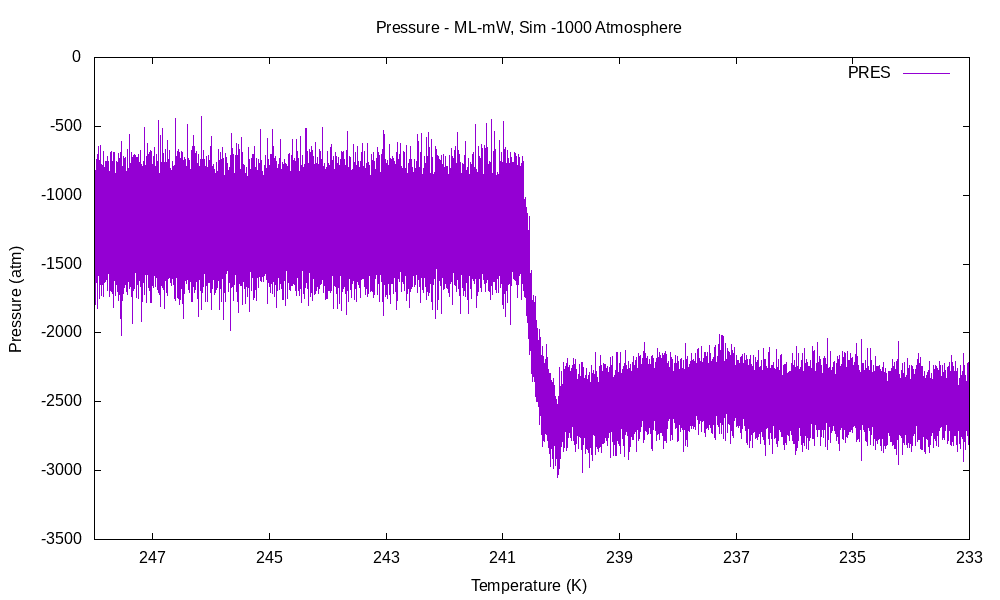 Pressure - ML-mW, Sim -1000 Atmosphere
PRES
0
-500
-1000
-1500
-2000
-2500
-3000
-3500
Pressure (atm)
247 245 243 241 239 237 235 233
Temperature (K)